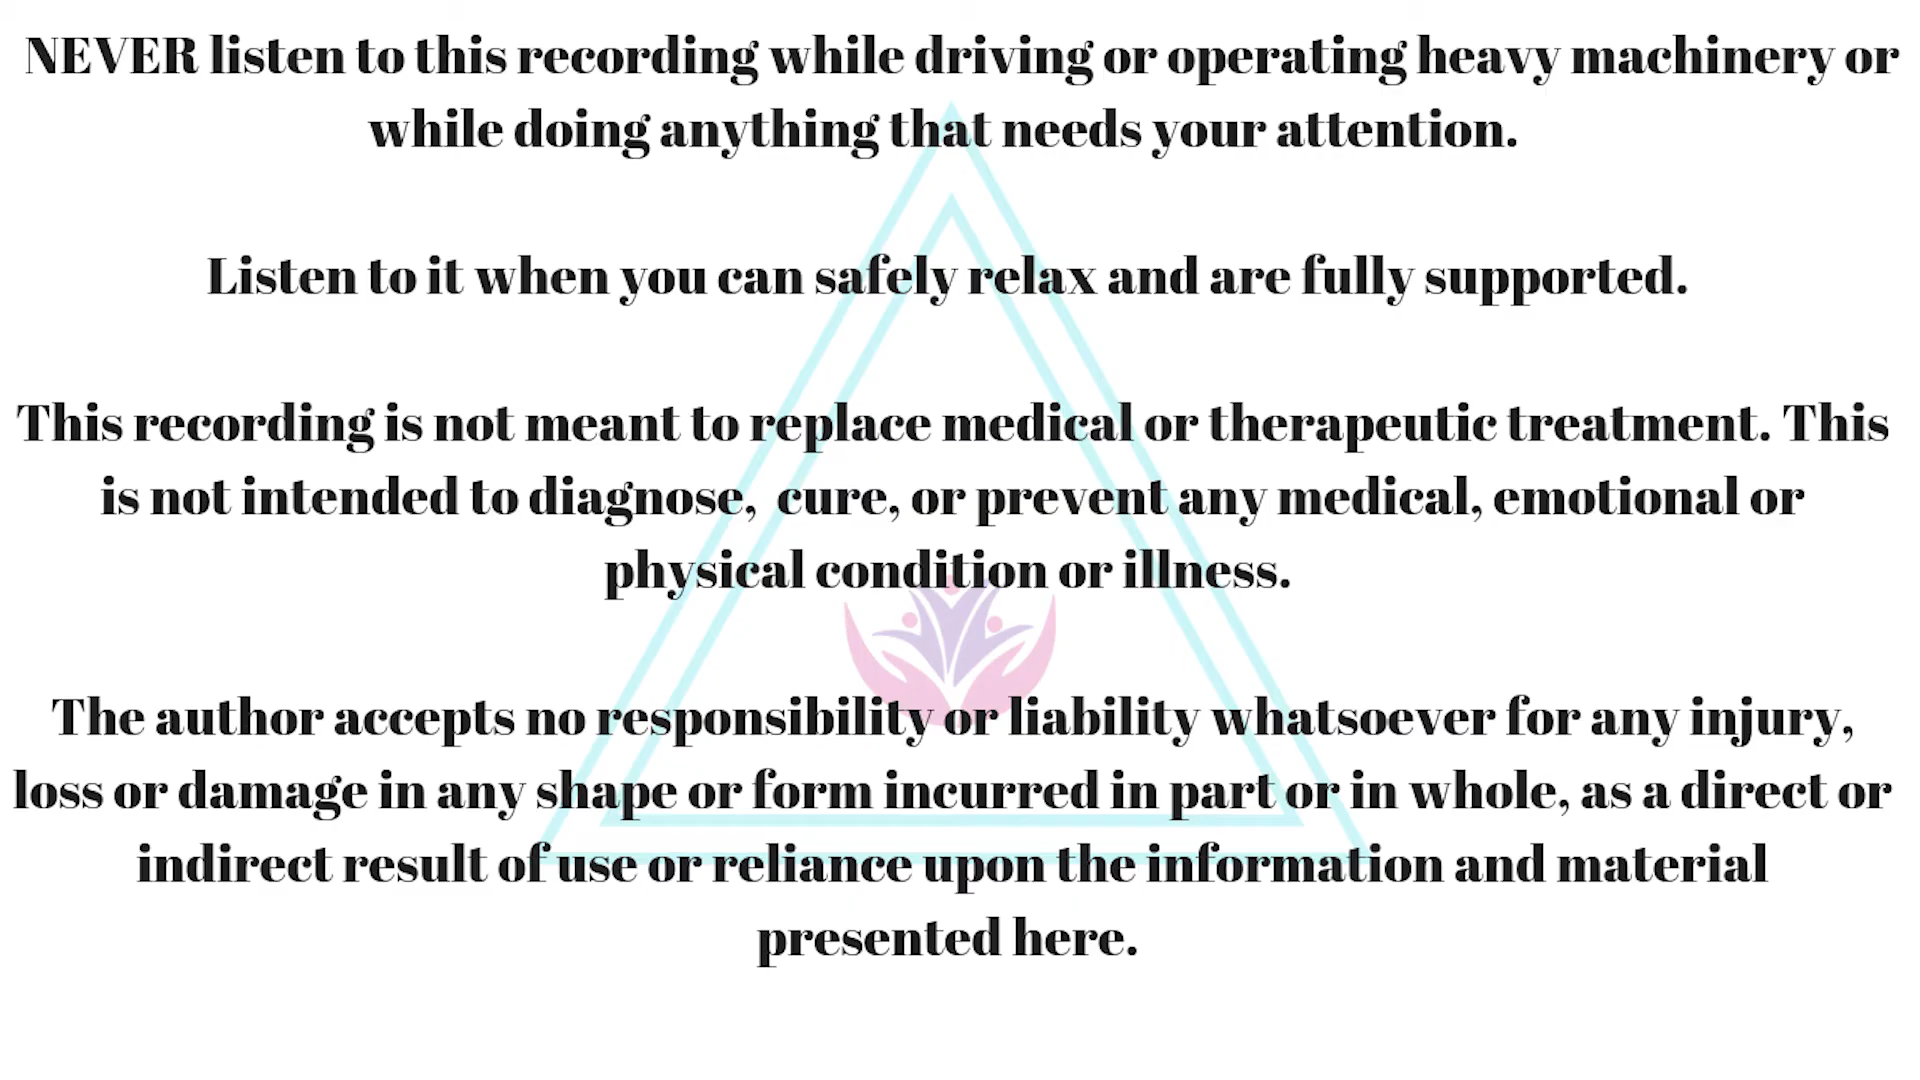 NEVER listen to this recording while driving or operating heavy machinery or
while doing anything that needs your attention.
Listen to it when you can safely relax and are fully supported.
This recording is not meant to replace medical or therapeutic treatment. This
is not intended to diagnose,  cure, or prevent any medical, emotional or
physical condition or illness.
The author accepts no responsibility or liability whatsoever for any injury,
loss or damage in any shape or form incurred in part or in whole, as a direct or
indirect result of use or reliance upon the information and material
presented here.